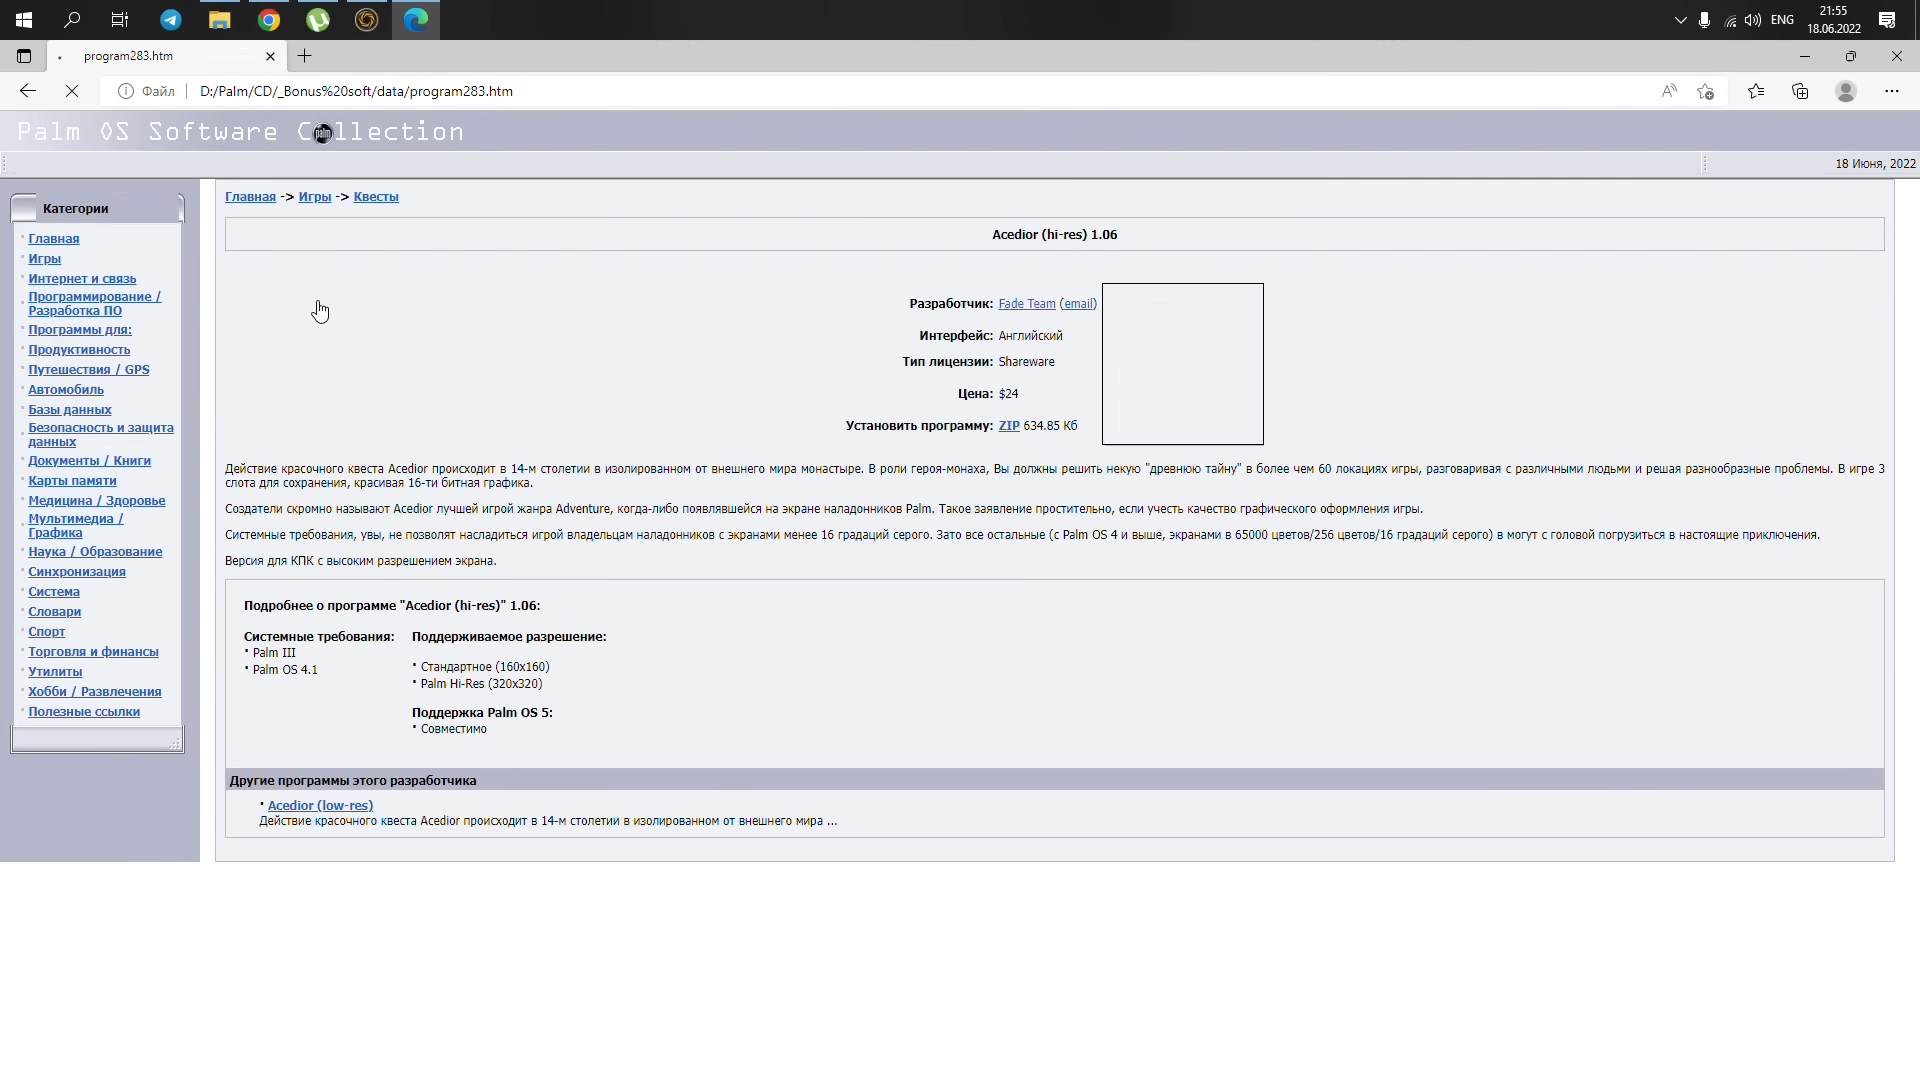 ENG
21:55
18.06.2022
program283.htm
Файл
D:/Palm/CD/_Bonus%20soft/data/program283.htm
Palm OS Software Collection
18 Июня, 2022
Главная -> Игры -> Квесты
Категории
Главная
Игры
Интернет и связь
Программирование /
Разработка ПО
Программы для:
Продуктивность
Путешествия / GPS
Автомобиль
Базы данных
Безопасность и защита
данных
Документы / Книги
Карты памяти
Медицина / Здоровье
Мультимедиа /
Графика
Наука / Образование
Синхронизация
Система
Словари
Спорт
Торговля и финансы
Утилиты
Хобби / Развлечения
Полезные ссылки
Acedior (hi-res) 1.06
Разработчик: Fade Team (email)
Интерфейс: Английский
Тип лицензии: Shareware
Цена: $24
Установить программу: ZIP 634.85 Кб
Действие красочного квеста Acedior происходит в 14-м столетии в изолированном от внешнего мира монастыре. В роли героя-монаха, Вы должны решить некую "древнюю тайну" в более чем 60 локациях игры, разговаривая с различными людьми и решая разнообразные проблемы. В игре 3
слота для сохранения, красивая 16-ти битная графика.
Создатели скромно называют Acedior лучшей игрой жанра Adventure, когда-либо появлявшейся на экране наладонников Palm. Такое заявление простительно, если учесть качество графического оформления игры.
Системные требования, увы, не позволят насладиться игрой владельцам наладонников с экранами менее 16 градаций серого. Зато все остальные (с Palm OS 4 и выше, экранами в 65000 цветов/256 цветов/16 градаций серого) в могут с головой погрузиться в настоящие приключения.
Версия для КПК с высоким разрешением экрана.
Подробнее о программе "Acedior (hi-res)" 1.06:
Системные требования:
Palm III
Palm OS 4.1
Поддерживаемое разрешение:
Стандартное (160x160)
Palm Hi-Res (320x320)
Поддержка Palm OS 5:
Совместимо
Другие программы этого разработчика
Acedior (low-res)
Действие красочного квеста Acedior происходит в 14-м столетии в изолированном от внешнего мира ...